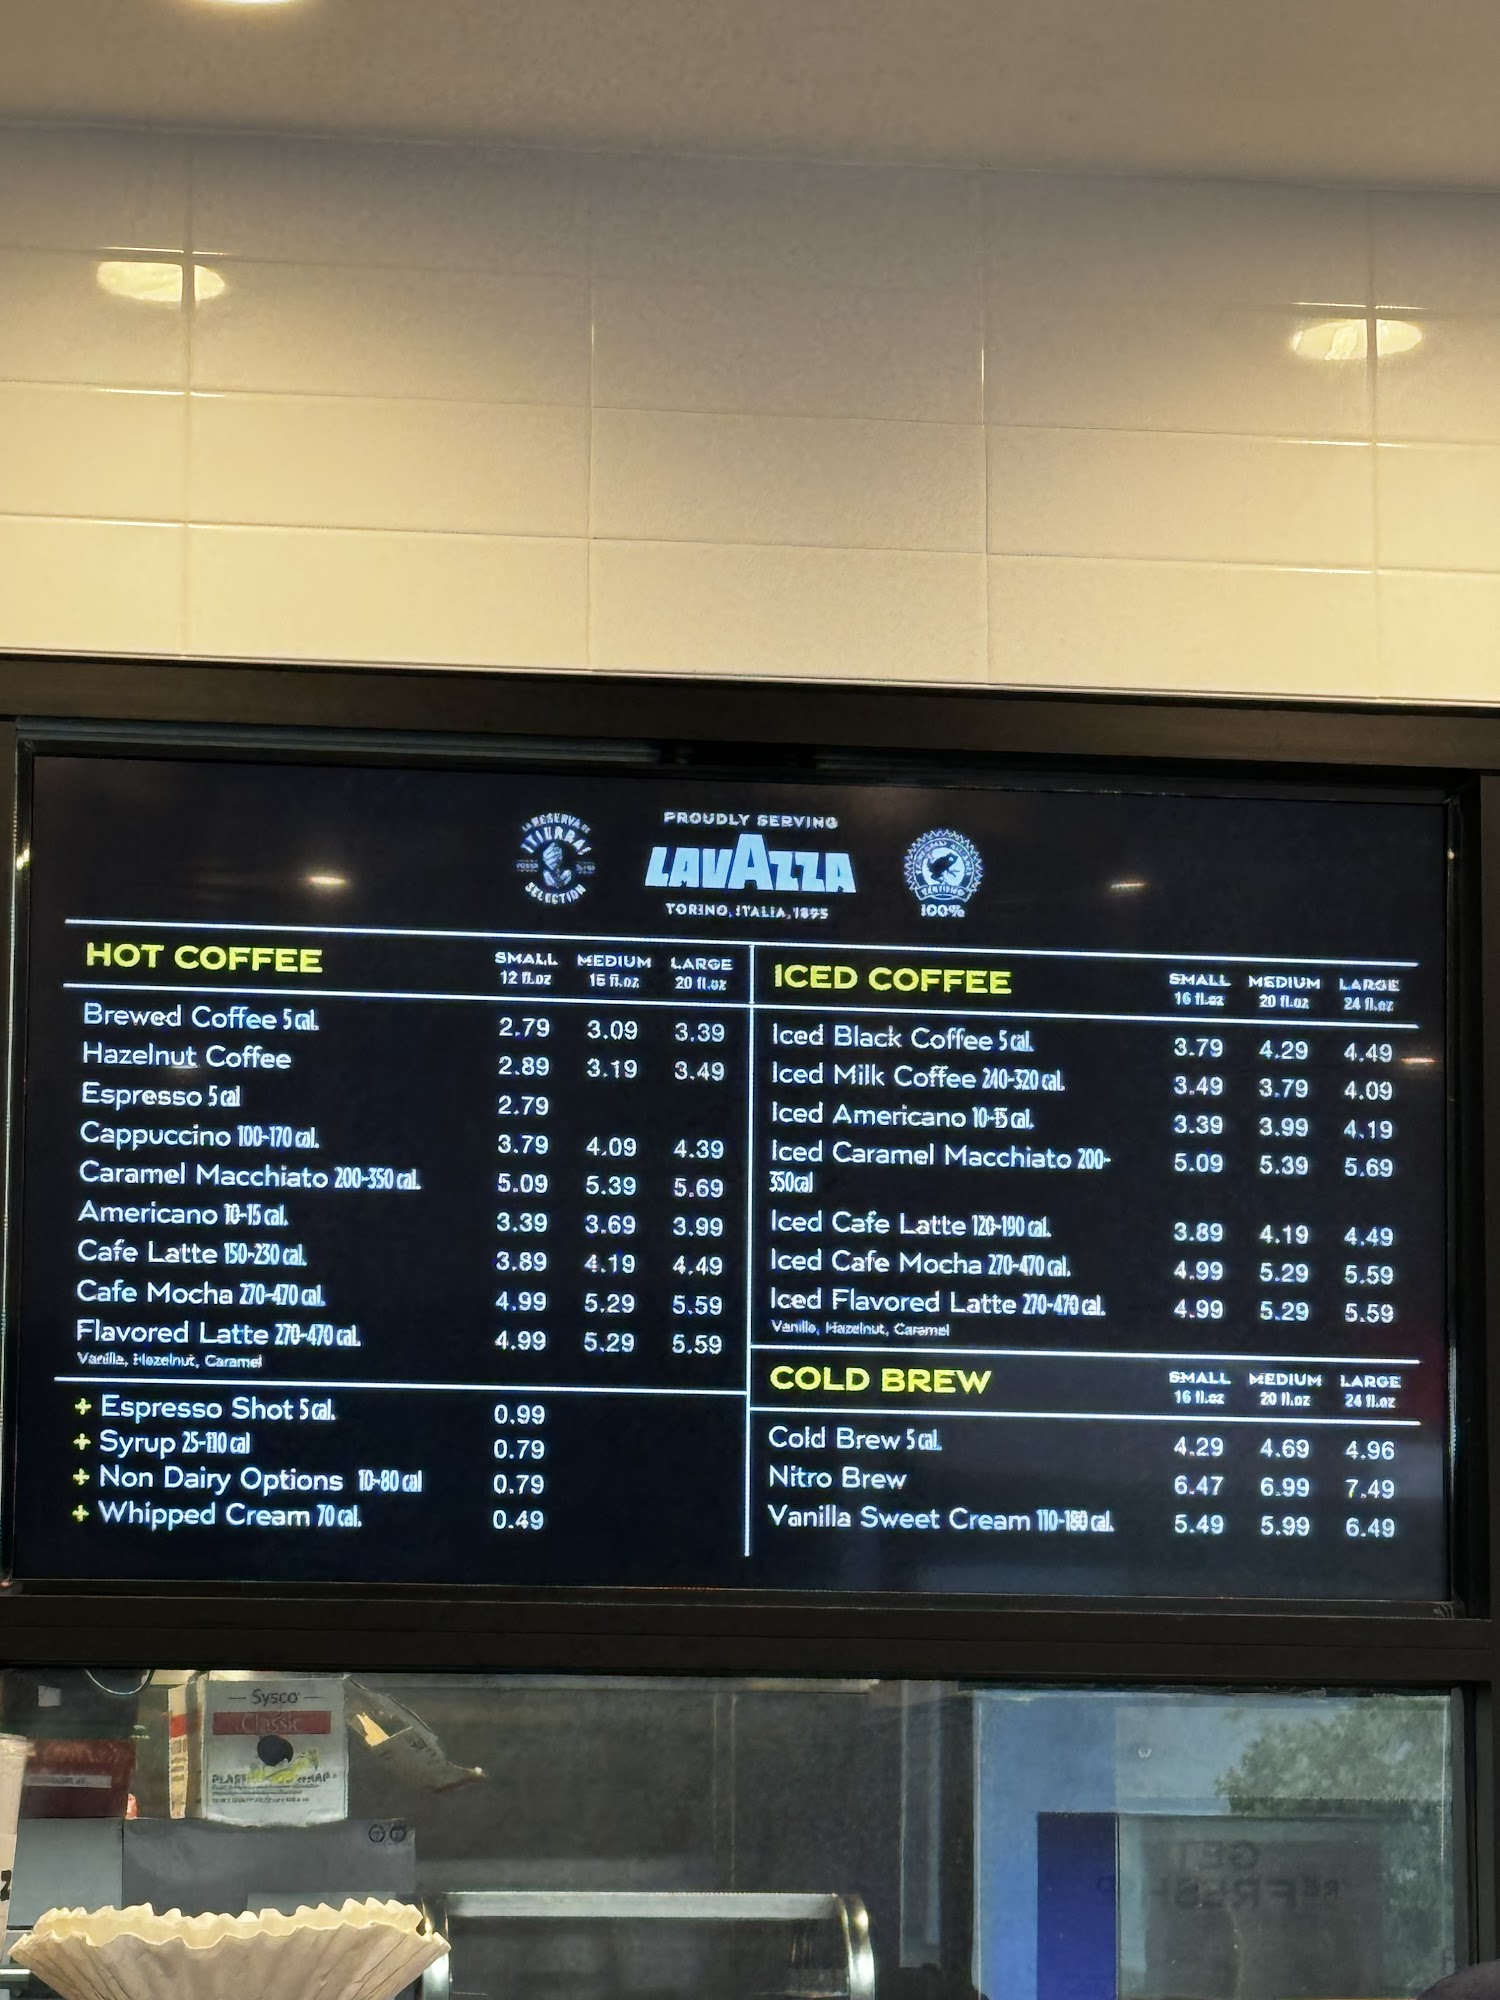 LA RESERVA DE
¡TIERRA!
SELECTION
PROUDLY SERVING
LAVAZZA
TORINO, ITALIA, 1895
100%
HOT COFFEE SMALL MEDIUM LARGE
12 fl.oz 16 fl.oz 20 fl.oz
Brewed Coffee 5 cal. 2.79 3.09 3.39
Hazelnut Coffee 2.89 3.19 3.49
Espresso 5 cal 2.79
Cappuccino 100-170 cal. 3.79 4.09 4.39
Caramel Macchiato 200-350 cal. 5.09 5.39 5.69
Americano 10-15 cal. 3.39 3.69 3.99
Cafe Latte 150-230 cal. 3.89 4.19 4.49
Cafe Mocha 270-470 cal. 4.99 5.29 5.59
Flavored Latte 270-470 cal. 4.99 5.29 5.59
Vanilla, Hazelnut, Caramel
+ Espresso Shot 5 cal. 0.99
+ Syrup 25-110 cal 0.79
+ Non Dairy Options 10-80 cal 0.79
+ Whipped Cream 70 cal. 0.49
ICED COFFEE SMALL MEDIUM LARGE
16 fl.oz 20 fl.oz 24 fl.oz
Iced Black Coffee 5 cal. 3.79 4.29 4.49
Iced Milk Coffee 240-320 cal. 3.49 3.79 4.09
Iced Americano 10-15 cal. 3.39 3.99 4.19
Iced Caramel Macchiato 200- 5.09 5.39 5.69
350cal
Iced Cafe Latte 120-190 cal. 3.89 4.19 4.49
Iced Cafe Mocha 270-470 cal. 4.99 5.29 5.59
Iced Flavored Latte 270-470 cal. 4.99 5.29 5.59
Vanilla, Hazelnut, Caramel
COLD BREW SMALL MEDIUM LARGE
16 fl.oz 20 fl.oz 24 fl.oz
Cold Brew 5 cal. 4.29 4.69 4.96
Nitro Brew 6.47 6.99 7.49
Vanilla Sweet Cream 110-180 cal. 5.49 5.99 6.49
Sysco
Classic